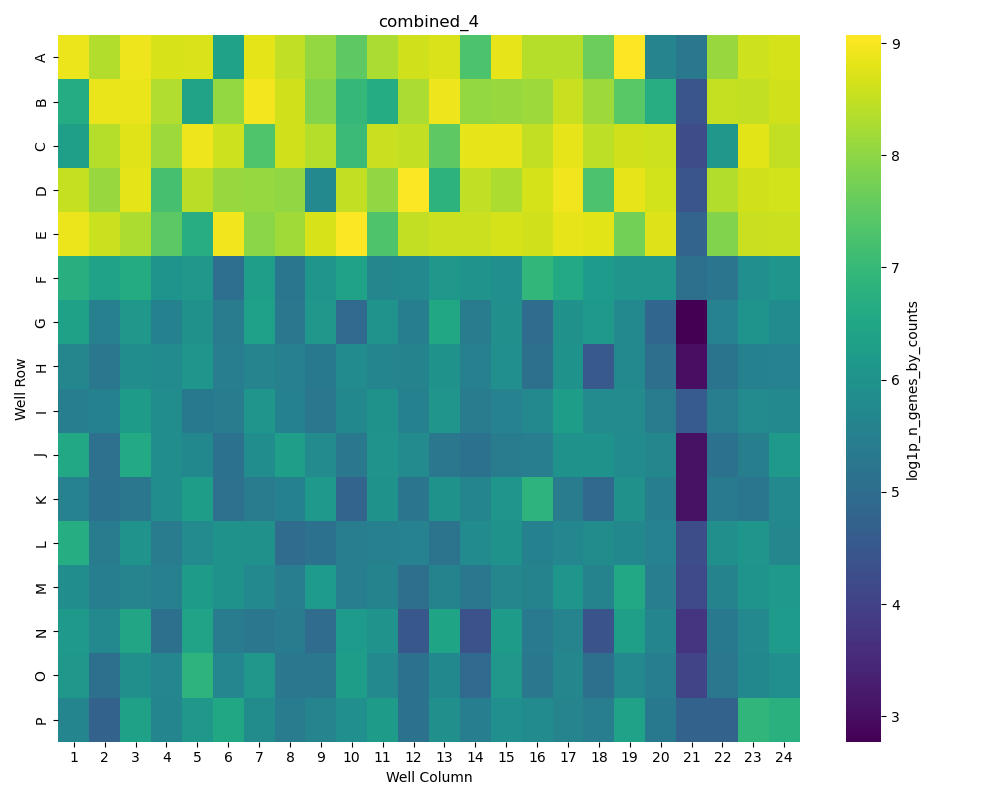 combined_4
Well Row
A
B
C
D
E
F
G
H
I
J
K
L
M
N
O
P
1 2 3 4 5 6 7 8 9 10 11 12 13 14 15 16 17 18 19 20 21 22 23 24
Well Column
9
8
7
6
5
4
3
log1p_n_genes_by_counts